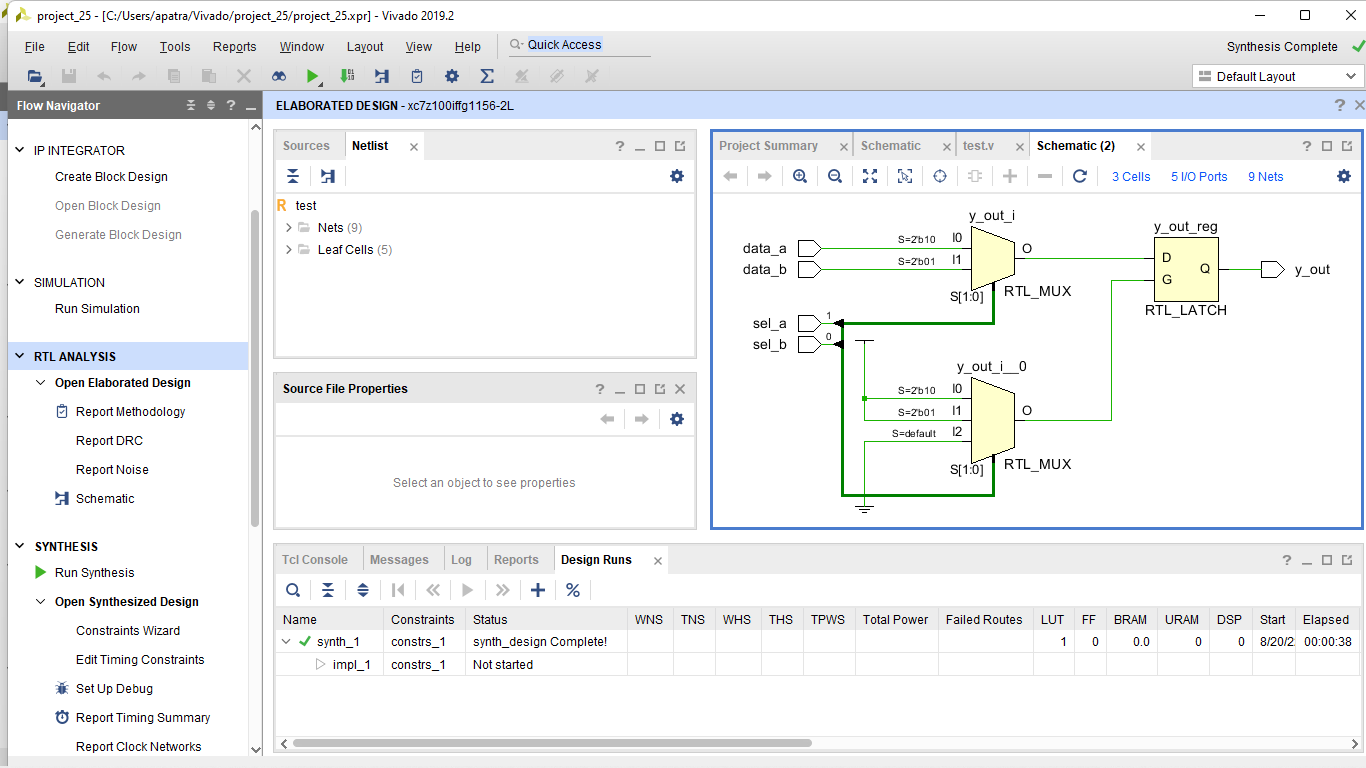 project_25 - [C:/Users/apatra/Vivado/project_25/project_25.xpr] - Vivado 2019.2
File Edit Flow Tools Reports Window Layout View Help Quick Access Synthesis Complete
Default Layout
Flow Navigator
IP INTEGRATOR
Create Block Design
Open Block Design
Generate Block Design
SIMULATION
Run Simulation
RTL ANALYSIS
Open Elaborated Design
Report Methodology
Report DRC
Report Noise
Schematic
SYNTHESIS
Run Synthesis
Open Synthesized Design
Constraints Wizard
Edit Timing Constraints
Set Up Debug
Report Timing Summary
Report Clock Networks
ELABORATED DESIGN - xc7z100iffg1156-2L
Sources Netlist
R test
Nets (9)
Leaf Cells (5)
Source File Properties
Select an object to see properties
Project Summary Schematic test.v Schematic (2)
3 Cells 5 I/O Ports 9 Nets
y_out_i
data_a S=2'b10 I0
data_b S=2'b01 I1
O
S[1:0] RTL_MUX
y_out_reg
D
G
Q
y_out
RTL_LATCH
sel_a 1
sel_b 0
y_out_i__0
S=2'b10 I0
S=2'b01 I1
S=default I2
O
S[1:0] RTL_MUX
Tcl Console Messages Log Reports Design Runs
Name Constraints Status WNS TNS WHS THS TPWS Total Power Failed Routes LUT FF BRAM URAM DSP Start Elapsed
synth_1 constrs_1 synth_design Complete! 1 0 0.0 0 0 8/20/2 00:00:38
impl_1 constrs_1 Not started